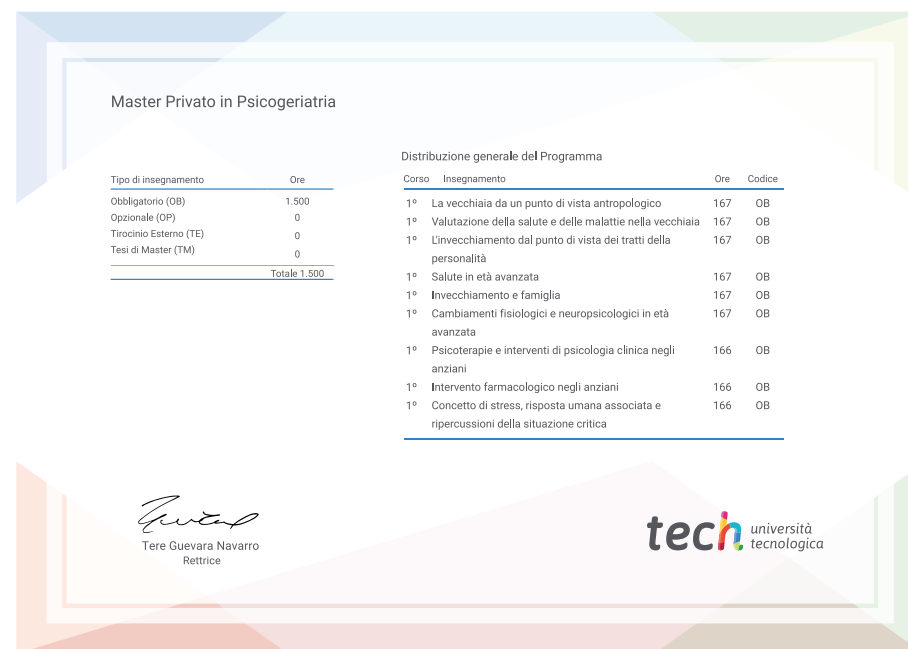 Master Privato in Psicogeriatria
Tipo di insegnamento Ore
Obbligatorio (OB) 1.500
Opzionale (OP) 0
Tirocinio Esterno (TE) 0
Tesi di Master (TM) 0
Totale 1.500
Distribuzione generale del Programma
Corso Insegnamento Ore Codice
1º La vecchiaia da un punto di vista antropologico 167 OB
1º Valutazione della salute e delle malattie nella vecchiaia 167 OB
1º L'invecchiamento dal punto di vista dei tratti della 167 OB
personalità
1º Salute in età avanzata 167 OB
1º Invecchiamento e famiglia 167 OB
1º Cambiamenti fisiologici e neuropsicologici in età 167 OB
avanzata
1º Psicoterapie e interventi di psicologia clinica negli 166 OB
anziani
1º Intervento farmacologico negli anziani 166 OB
1º Concetto di stress, risposta umana associata e 166 OB
ripercussioni della situazione critica
Tere Guevara Navarro
Rettrice
tech università
tecnologica